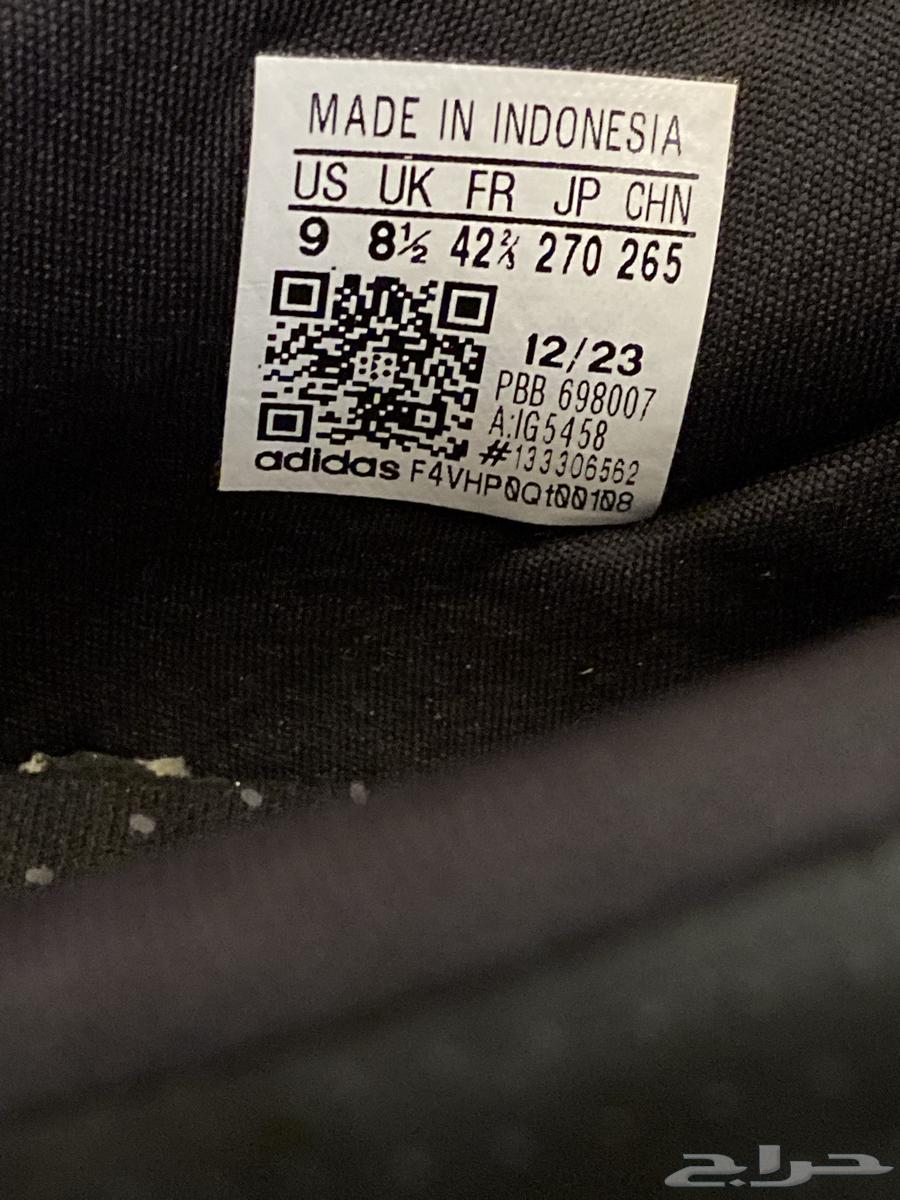 MADE IN INDONESIA
US UK FR JP CHN
9 8½ 42⅔ 270 265
12/23
PBB 698007
A:IG5458
#133306562
adidas F4VHP0Qt00108
حراج